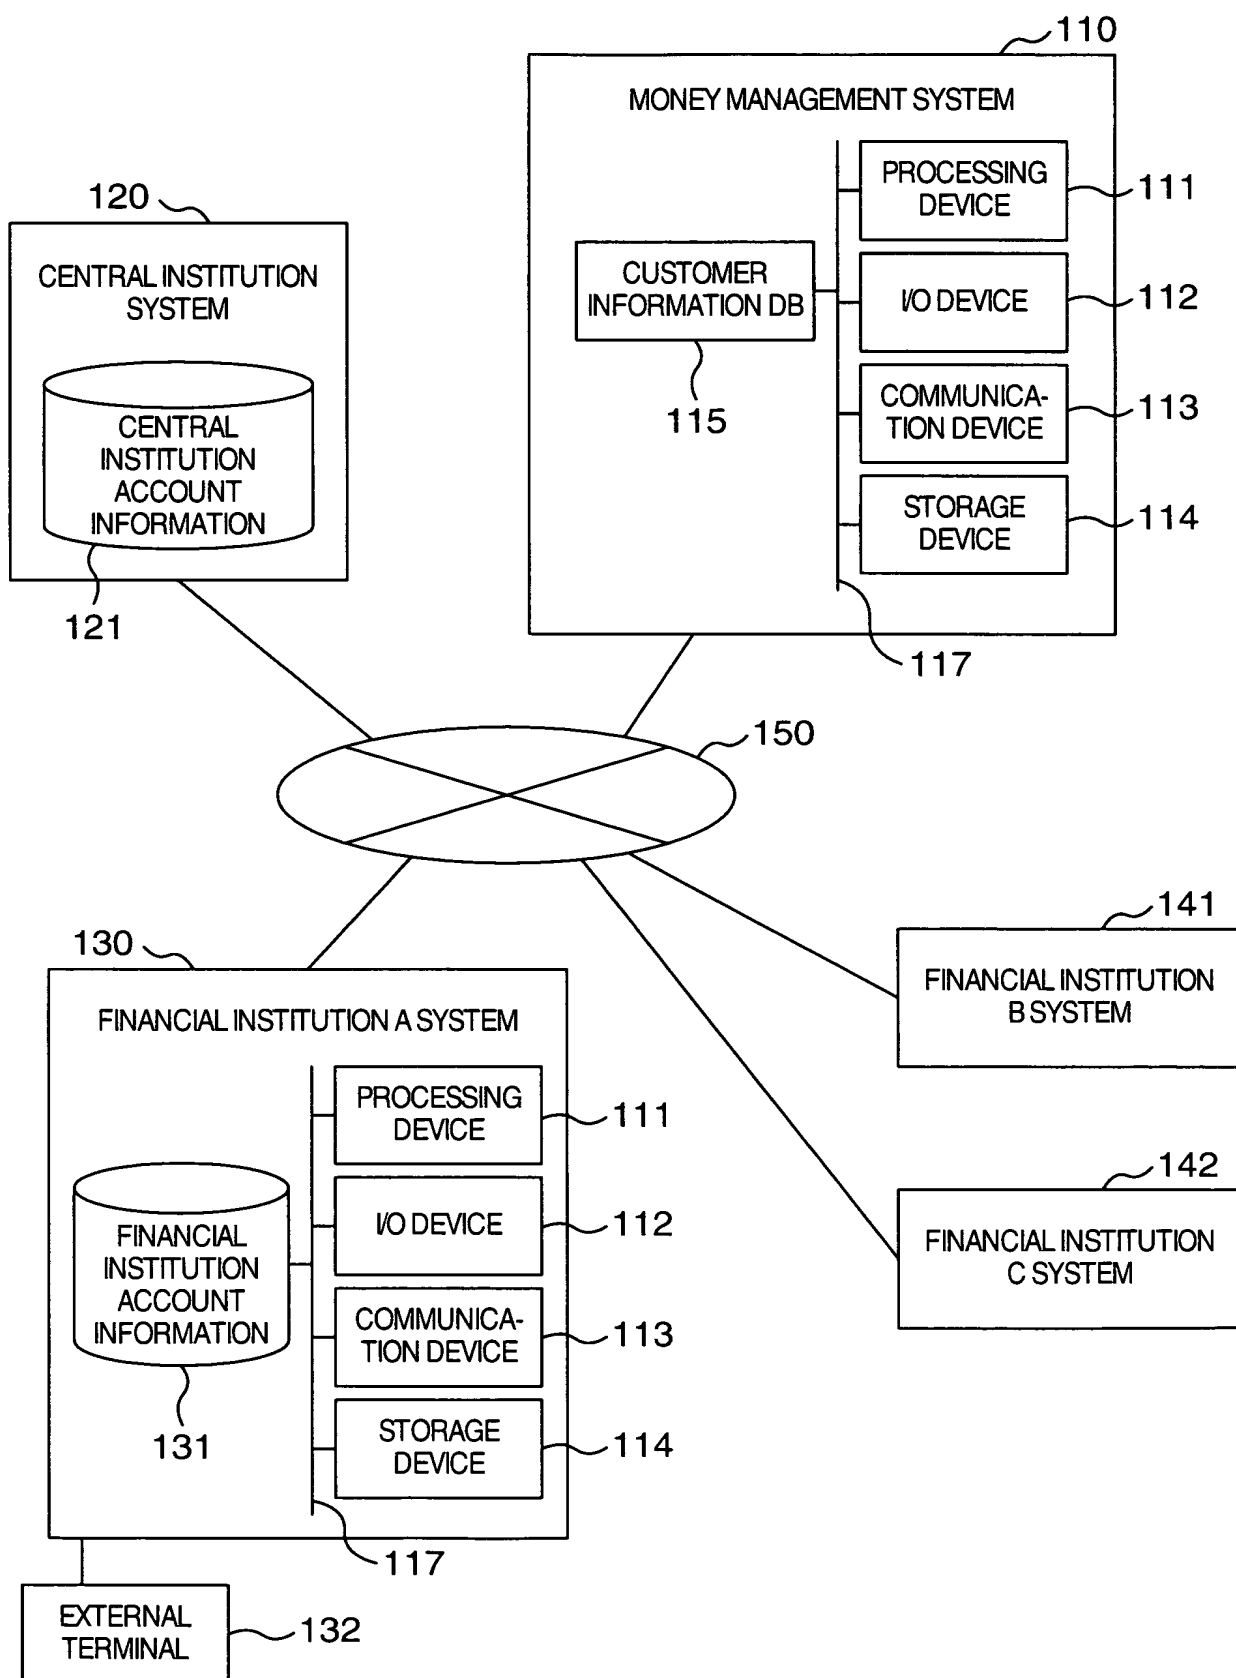 110
MONEY MANAGEMENT SYSTEM
PROCESSING
DEVICE
111
I/O DEVICE
112
COMMUNICA-
TION DEVICE
113
STORAGE
DEVICE
114
CUSTOMER
INFORMATION DB
115
117
120
CENTRAL INSTITUTION
SYSTEM
CENTRAL
INSTITUTION
ACCOUNT
INFORMATION
121
150
130
FINANCIAL INSTITUTION A SYSTEM
PROCESSING
DEVICE
111
I/O DEVICE
112
COMMUNICA-
TION DEVICE
113
STORAGE
DEVICE
114
FINANCIAL
INSTITUTION
ACCOUNT
INFORMATION
131
117
EXTERNAL
TERMINAL
132
141
FINANCIAL INSTITUTION
B SYSTEM
142
FINANCIAL INSTITUTION
C SYSTEM